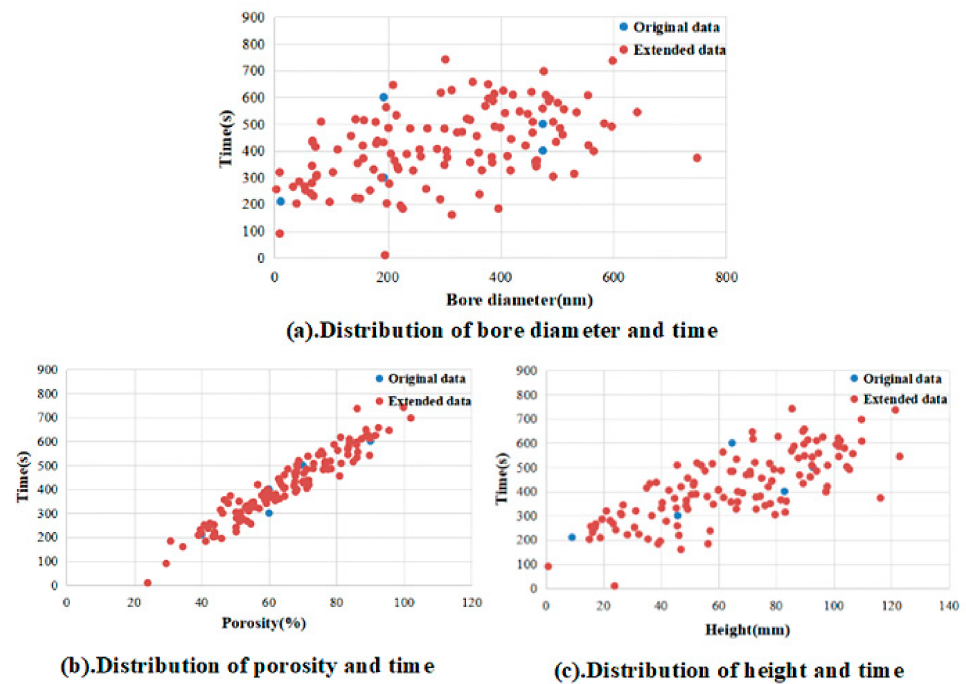 900
800
700
600
500
400
300
200
100
0
Time(s)
Original data
Extended data
0 200 400 600 800
Bore diameter(nm)
(a).Distribution of bore diameter and time
900
800
700
600
500
400
300
200
100
0
Time(s)
Original data
Extended data
0 20 40 60 80 100 120
Porosity(%)
(b).Distribution of porosity and time
900
800
700
600
500
400
300
200
100
0
Time(s)
Original data
Extended data
0 20 40 60 80 100 120 140
Height(mm)
(c).Distribution of height and time